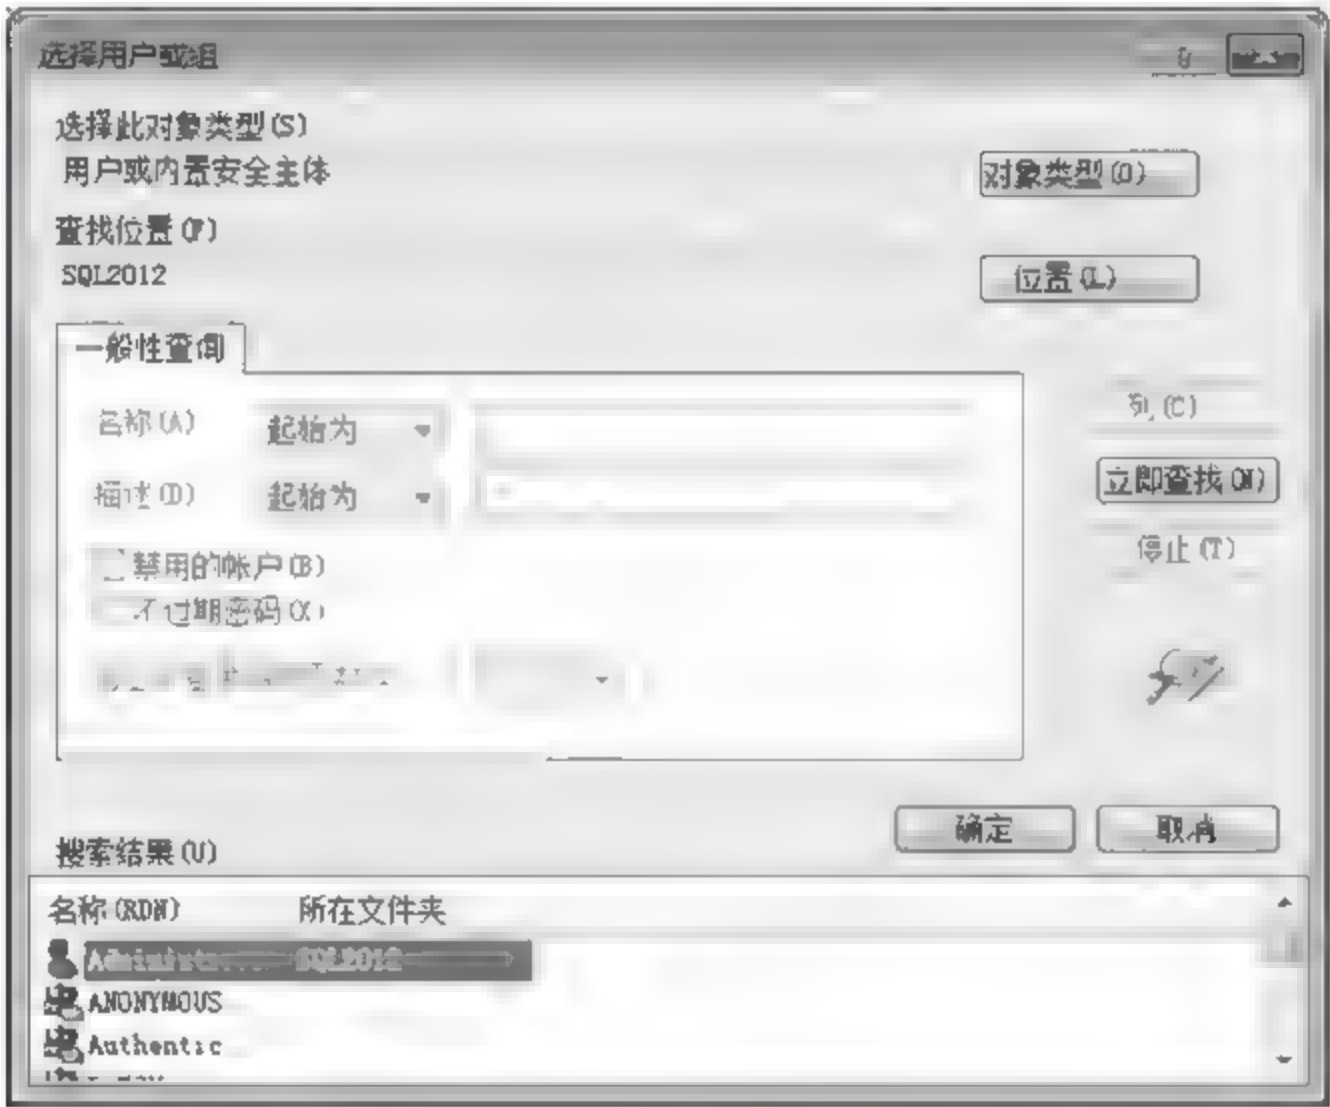 选择用户或组
选择此对象类型(S)
用户或内置安全主体
对象类型(O)
查找位置(F)
SQL2012
位置(L)
一般性查询
名称(A) 起始为
列(C)
描述(D) 起始为
立即查找(N)
禁用的帐户(B)
停止(T)
不过期密码(X)
确定 取消
搜索结果(U)
名称(RDN) 所在文件夹
SQL2012
ANONYMOUS
Authentic